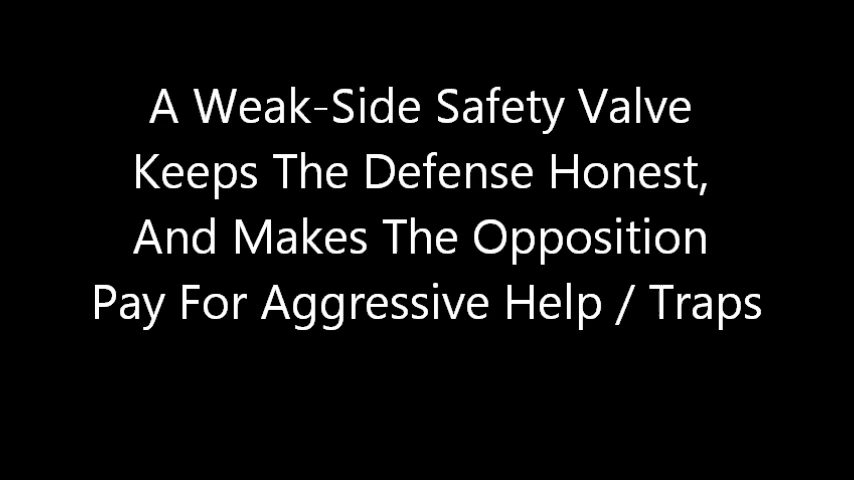 A Weak-Side Safety Valve
Keeps The Defense Honest,
And Makes The Opposition
Pay For Aggressive Help / Traps